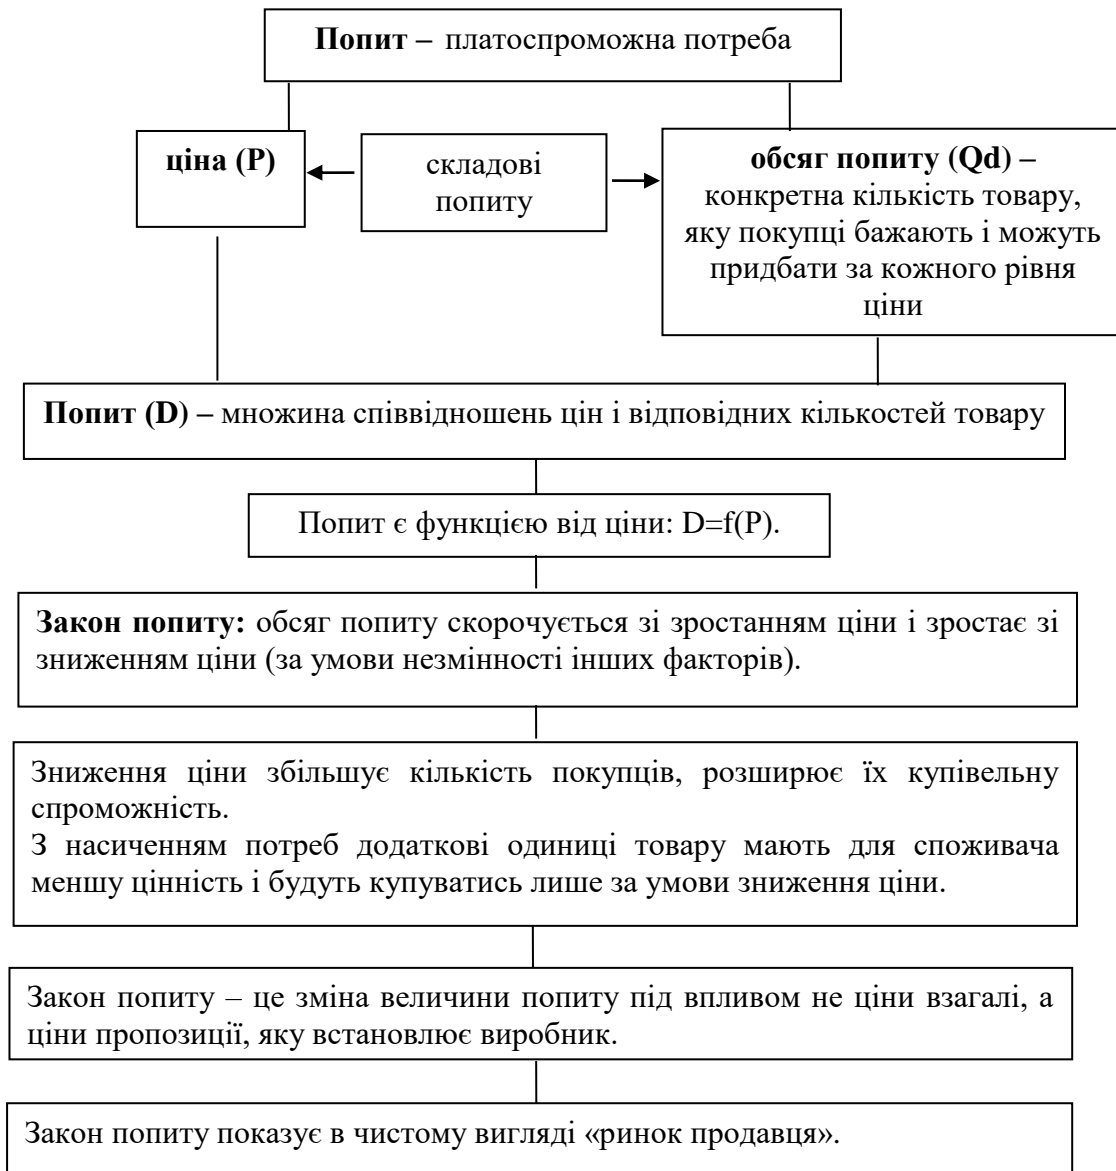 Попит – платоспроможна потреба
ціна (P)
складові
попиту
обсяг попиту (Qd) –
конкретна кількість товару,
яку покупці бажають і можуть
придбати за кожного рівня
ціни
Попит (D) – множина співвідношень цін і відповідних кількостей товару
Попит є функцією від ціни: D=f(P).
Закон попиту: обсяг попиту скорочується зі зростанням ціни і зростає зі
зниженням ціни (за умови незмінності інших факторів).
Зниження ціни збільшує кількість покупців, розширює їх купівельну
спроможність.
З насиченням потреб додаткові одиниці товару мають для споживача
меншу цінність і будуть купуватись лише за умови зниження ціни.
Закон попиту – це зміна величини попиту під впливом не ціни взагалі, а
ціни пропозиції, яку встановлює виробник.
Закон попиту показує в чистому вигляді «ринок продавця».